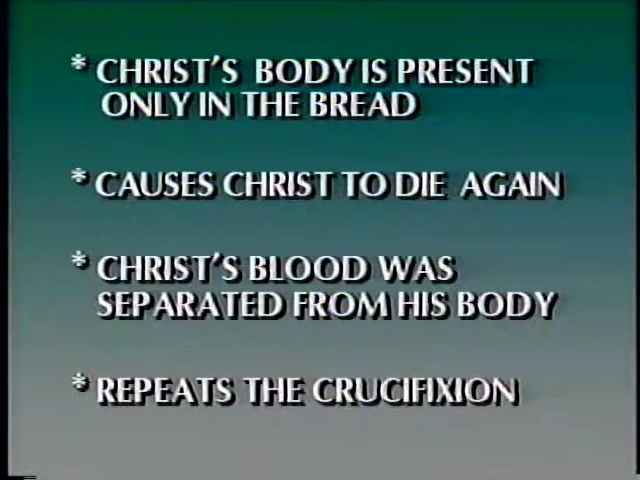 * CHRIST'S BODY IS PRESENT
ONLY IN THE BREAD
* CAUSES CHRIST TO DIE AGAIN
* CHRIST'S BLOOD WAS
SEPARATED FROM HIS BODY
* REPEATS THE CRUCIFIXION